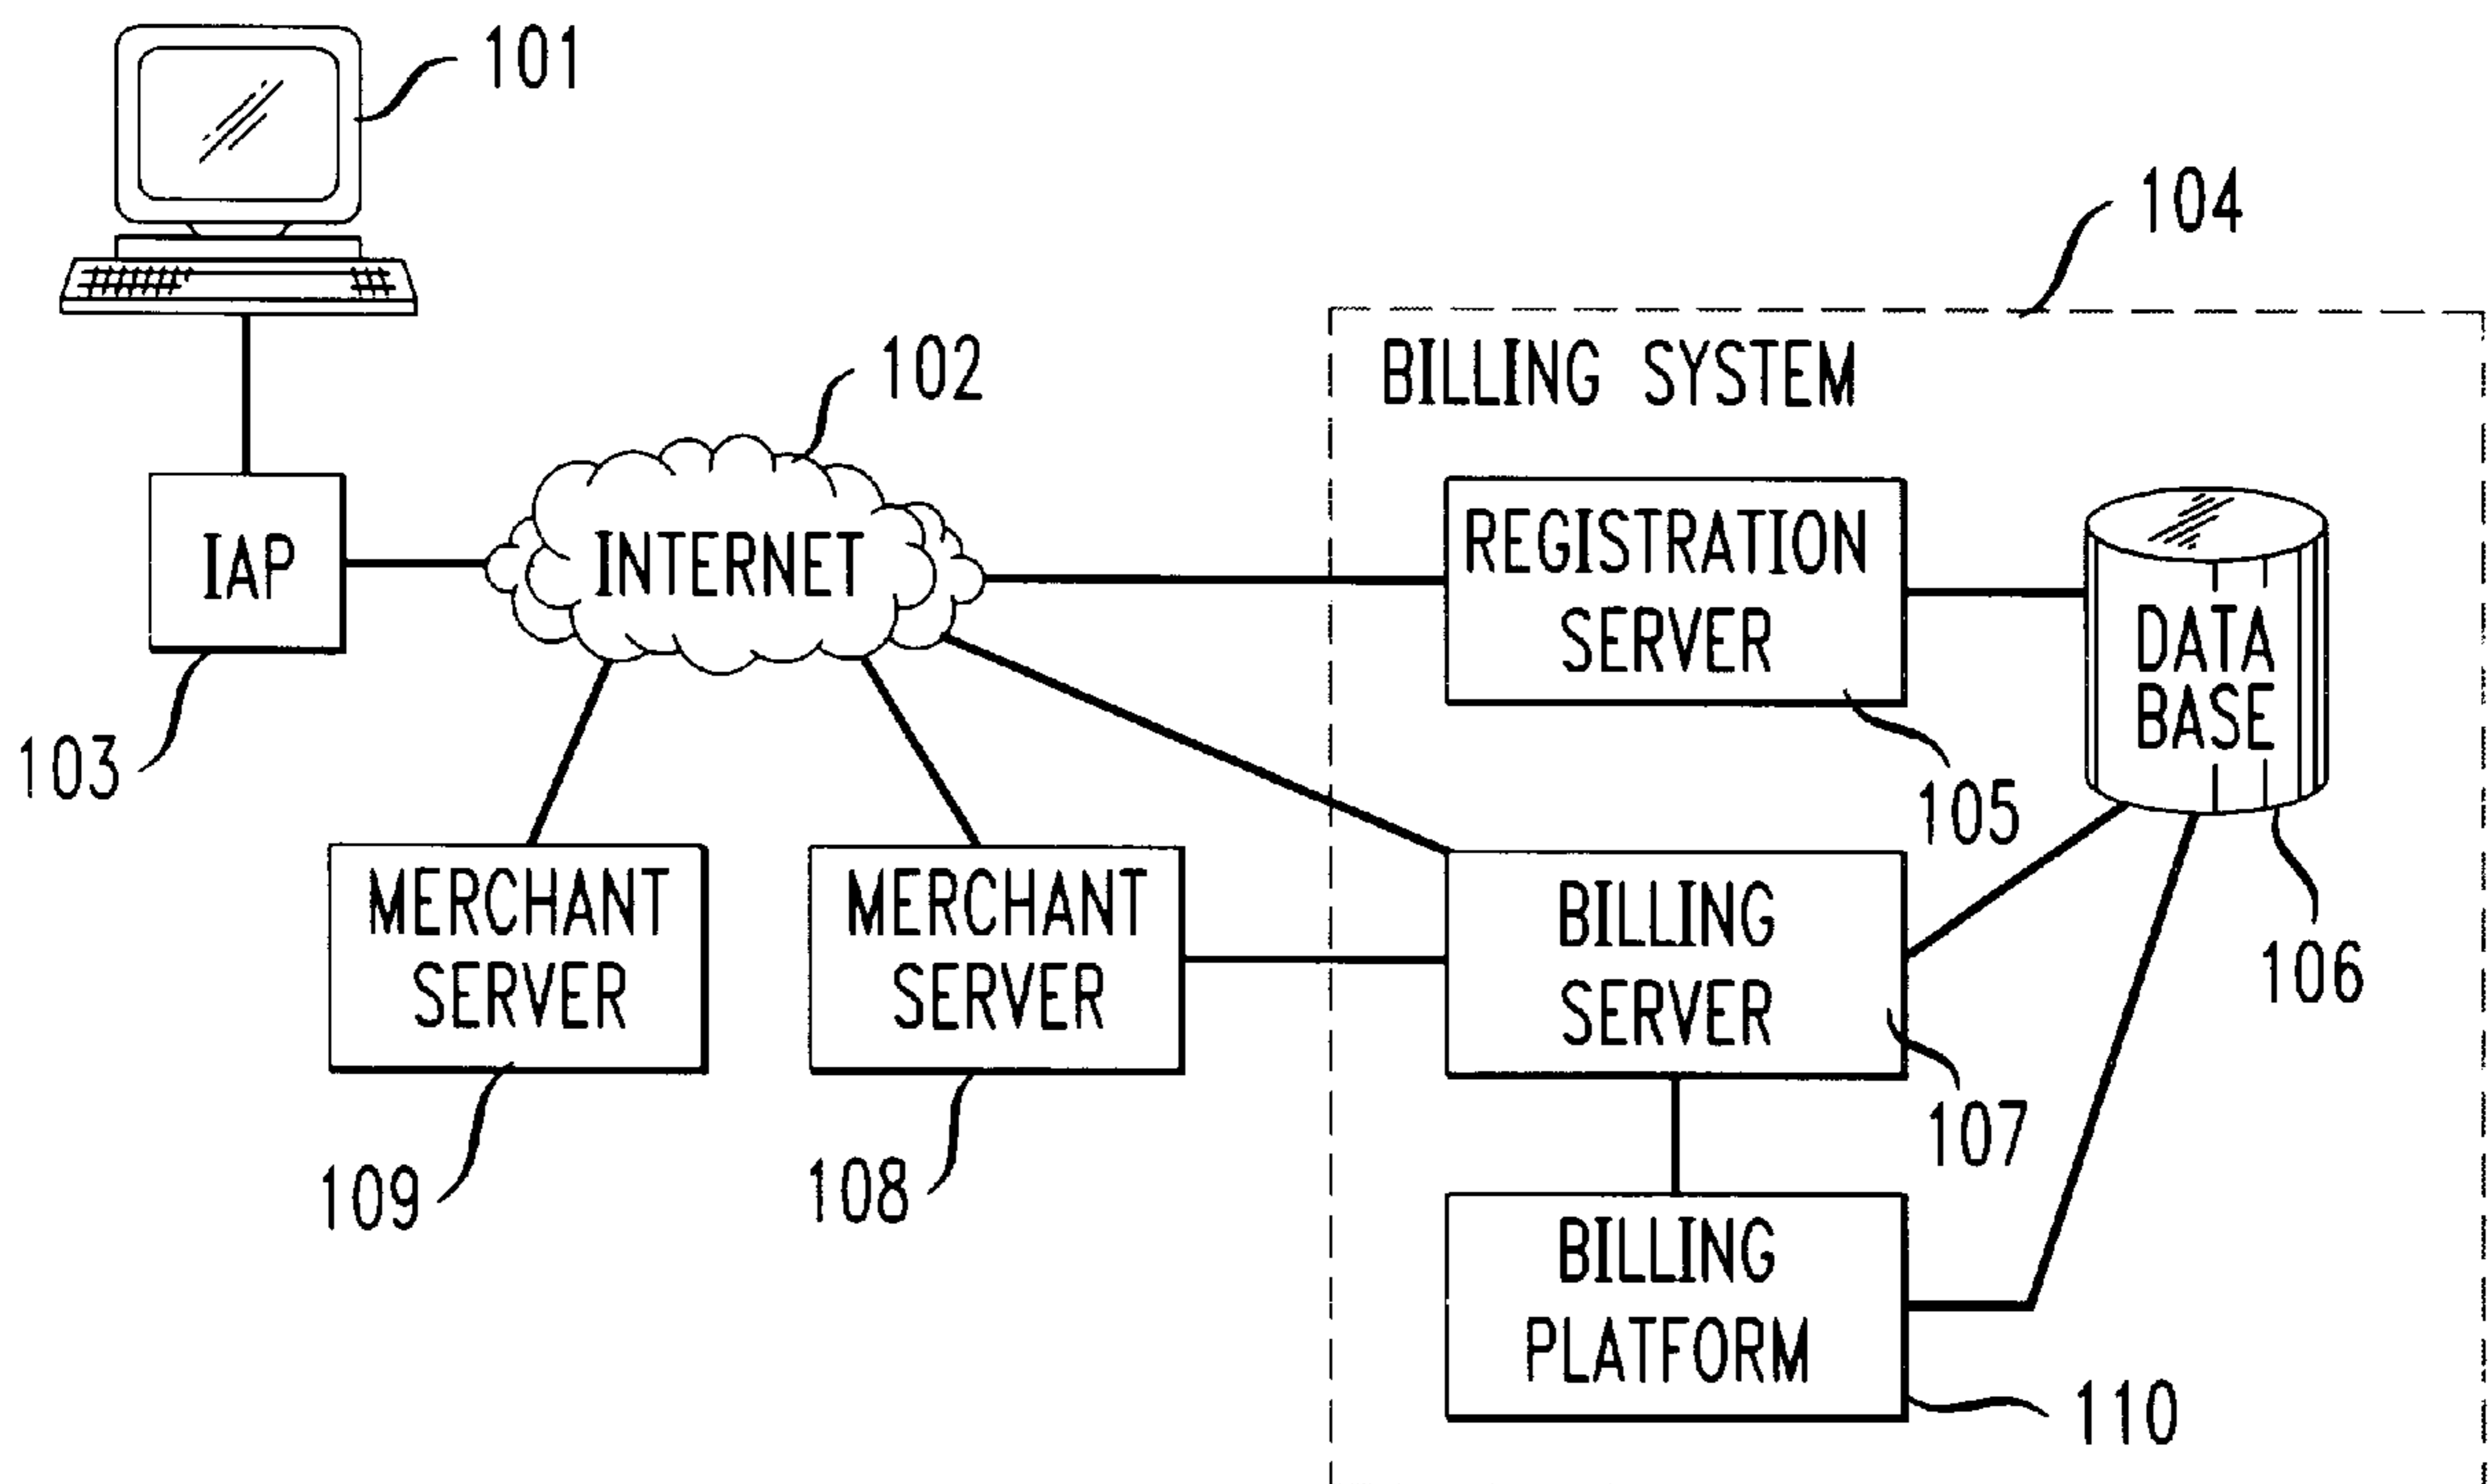 101
104
102
BILLING SYSTEM
IAP
INTERNET
REGISTRATION
SERVER
DATA
BASE
103
105
MERCHANT
SERVER
MERCHANT
SERVER
BILLING
SERVER
106
107
109
108
BILLING
PLATFORM
110